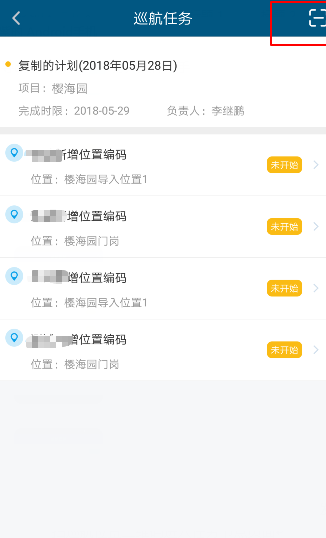 巡航任务
复制的计划(2018年05月28日)
项目：樱海园
完成时限：2018-05-29 负责人：李继鹏
新增位置编码
未开始
位置：樱海园导入位置1
增位置编码
未开始
位置：樱海园门岗
增位置编码
未开始
位置：樱海园导入位置1
增位置编码
未开始
位置：樱海园门岗